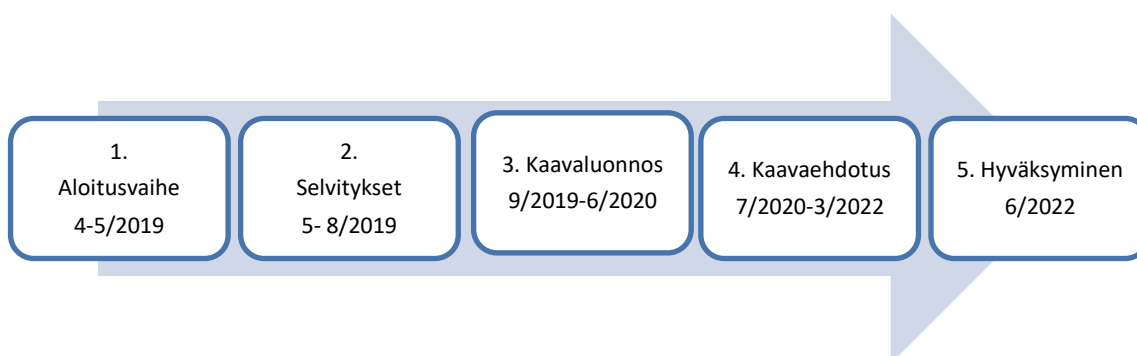 1.
Aloitusvaihe
4-5/2019
2.
Selvitykset
5- 8/2019
3. Kaavaluonnos
9/2019-6/2020
4. Kaavaehdotus
7/2020-3/2022
5. Hyväksyminen
6/2022